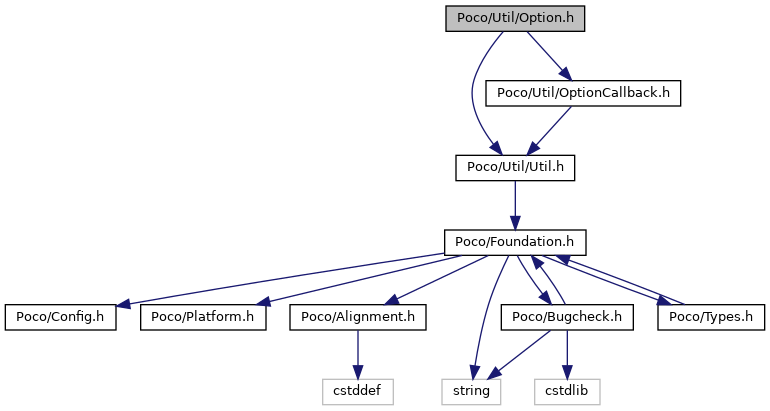 Poco/Util/Option.h
Poco/Util/OptionCallback.h
Poco/Util/Util.h
Poco/Foundation.h
Poco/Config.h
Poco/Platform.h
Poco/Alignment.h
Poco/Bugcheck.h
Poco/Types.h
cstddef
string
cstdlib